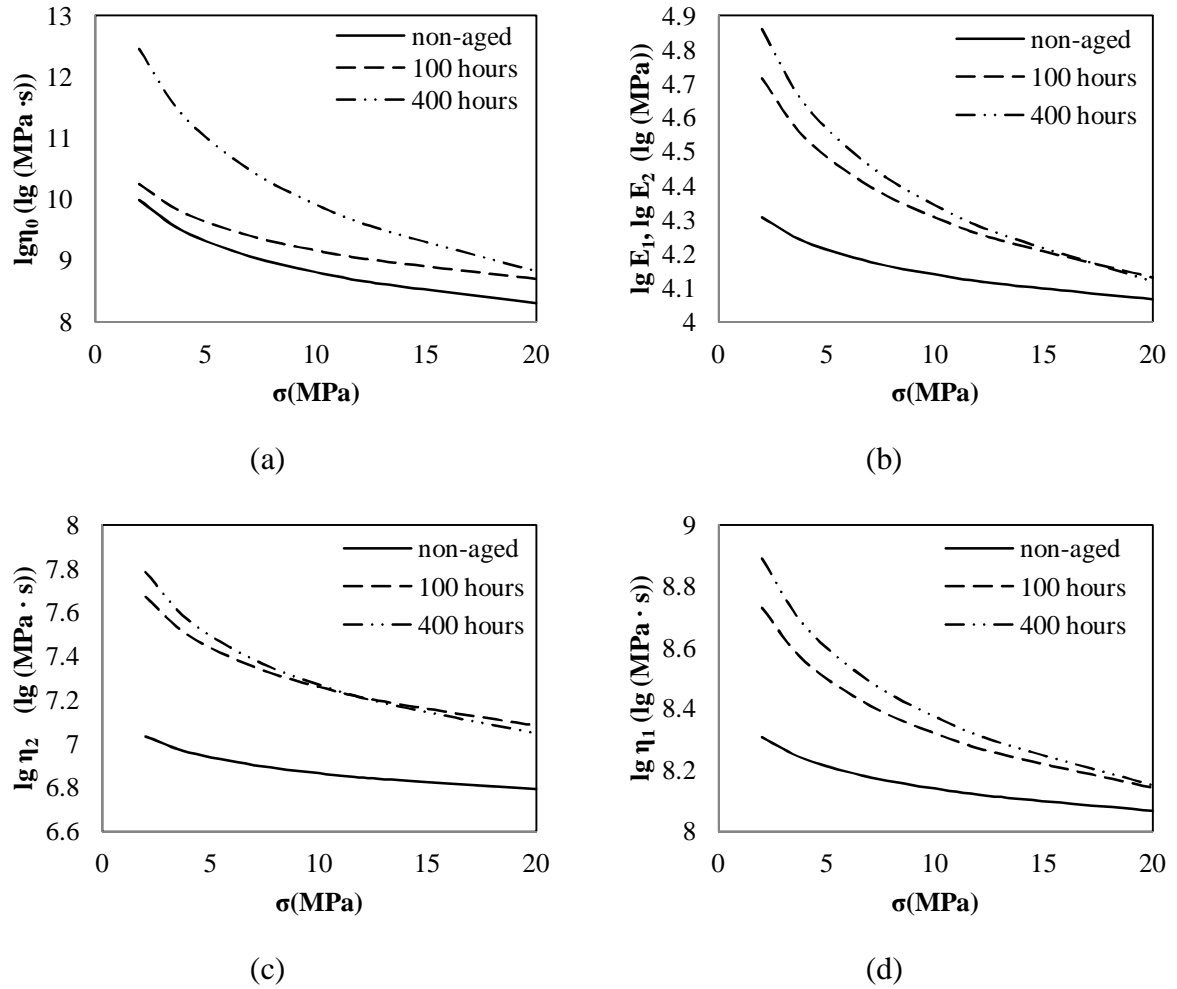 13
12
11
10
9
8
0
5
10
15
20
lgη₀ (lg (MPa ·s))
σ(MPa)
non-aged
100 hours
400 hours
(a)
4.9
4.8
4.7
4.6
4.5
4.4
4.3
4.2
4.1
4
0
5
10
15
20
lg E₁, lg E₂ (lg (MPa))
σ(MPa)
non-aged
100 hours
400 hours
(b)
8
7.8
7.6
7.4
7.2
7
6.8
6.6
0
5
10
15
20
lg η₂ (lg (MPa · s))
σ(MPa)
non-aged
100 hours
400 hours
(c)
9
8.8
8.6
8.4
8.2
8
0
5
10
15
20
lg η₁ (lg (MPa · s))
σ(MPa)
non-aged
100 hours
400 hours
(d)